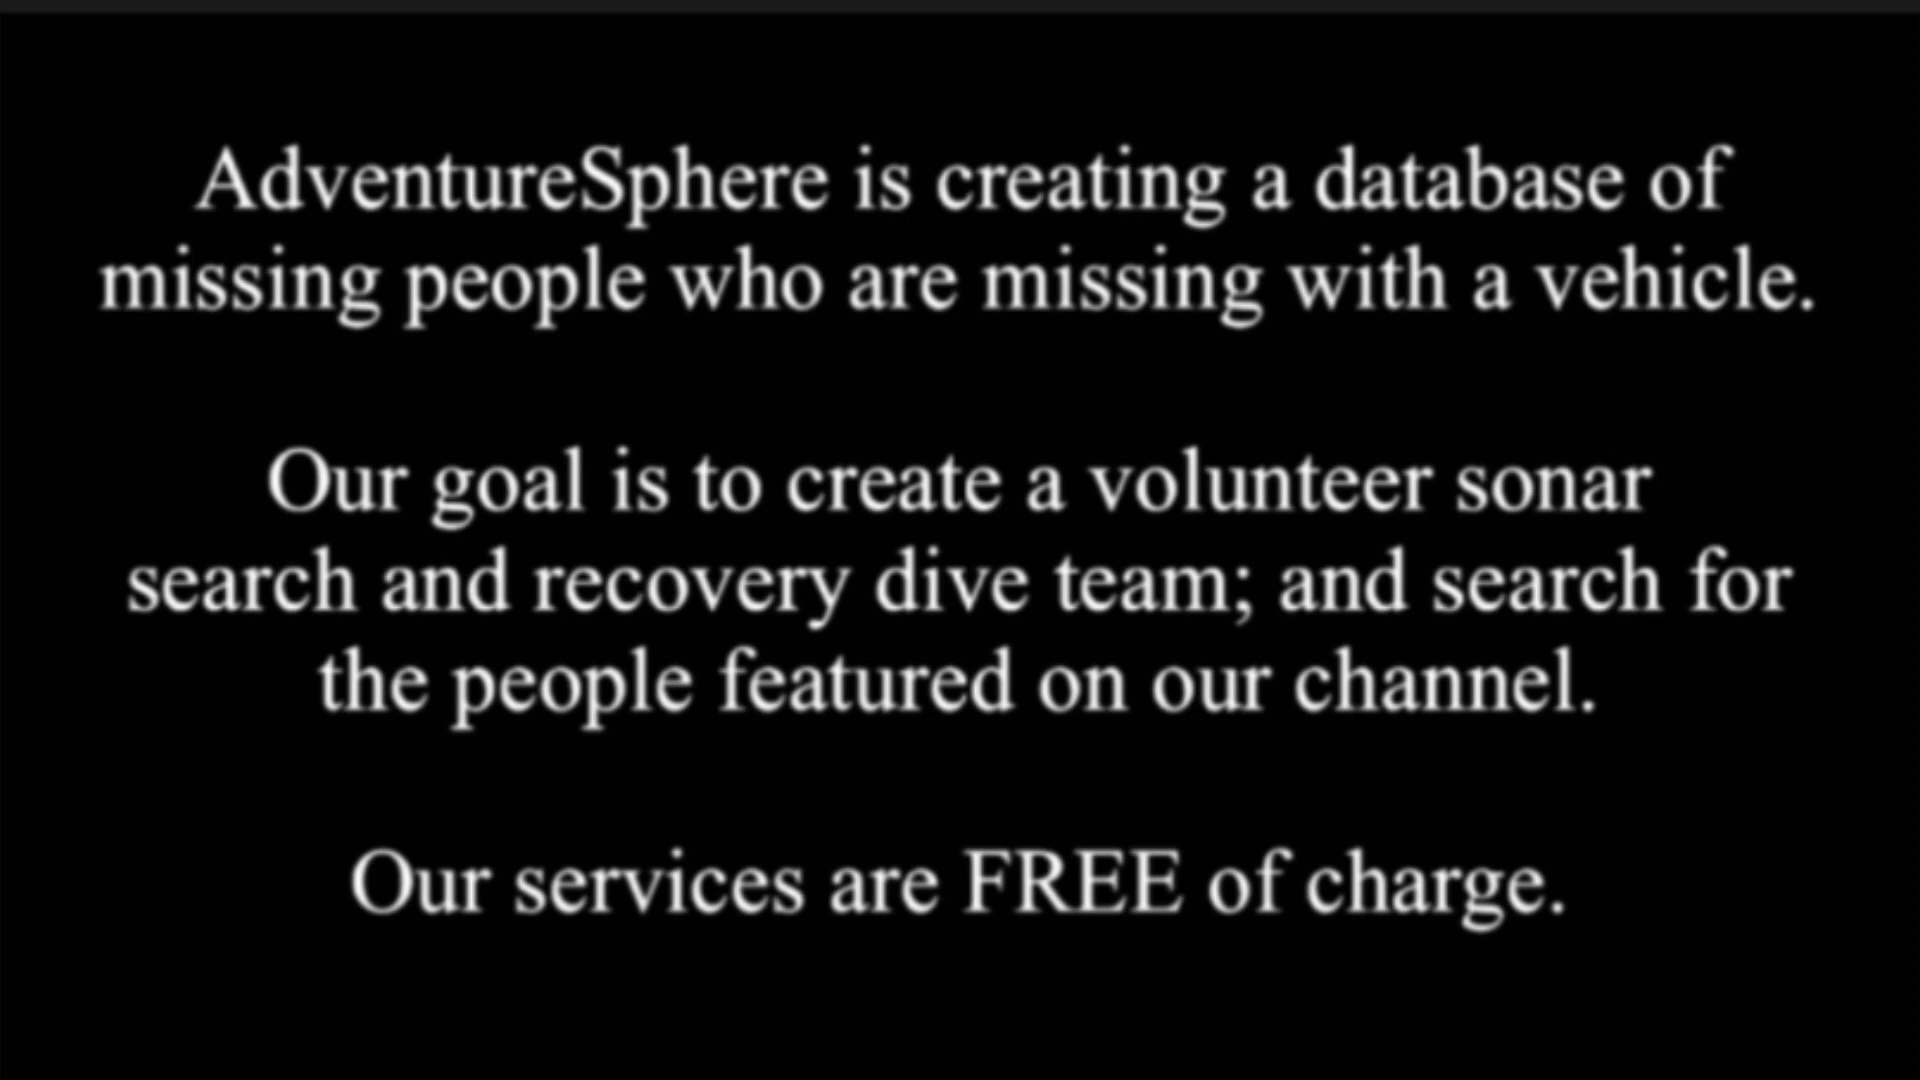 AdventureSphere is creating a database of
missing people who are missing with a vehicle.
Our goal is to create a volunteer sonar
search and recovery dive team; and search for
the people featured on our channel.
Our services are FREE of charge.